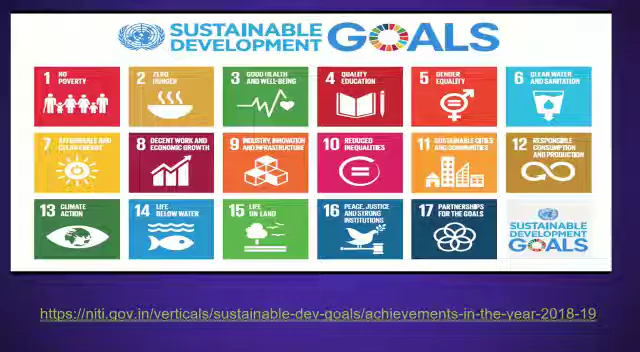 SUSTAINABLE
DEVELOPMENT
GOALS
1 NO
POVERTY
2 ZERO
HUNGER
3 GOOD HEALTH
AND WELL-BEING
4 QUALITY
EDUCATION
5 GENDER
EQUALITY
6 CLEAN WATER
AND SANITATION
7 AFFORDABLE AND
CLEAN ENERGY
8 DECENT WORK AND
ECONOMIC GROWTH
9 INDUSTRY, INNOVATION
AND INFRASTRUCTURE
10 REDUCED
INEQUALITIES
11 SUSTAINABLE CITIES
AND COMMUNITIES
12 RESPONSIBLE
CONSUMPTION
AND PRODUCTION
13 CLIMATE
ACTION
14 LIFE
BELOW WATER
15 LIFE
ON LAND
16 PEACE, JUSTICE
AND STRONG
INSTITUTIONS
17 PARTNERSHIPS
FOR THE GOALS
SUSTAINABLE
DEVELOPMENT
GOALS
https://niti.gov.in/verticals/sustainable-dev-goals/achievements-in-the-year-2018-19